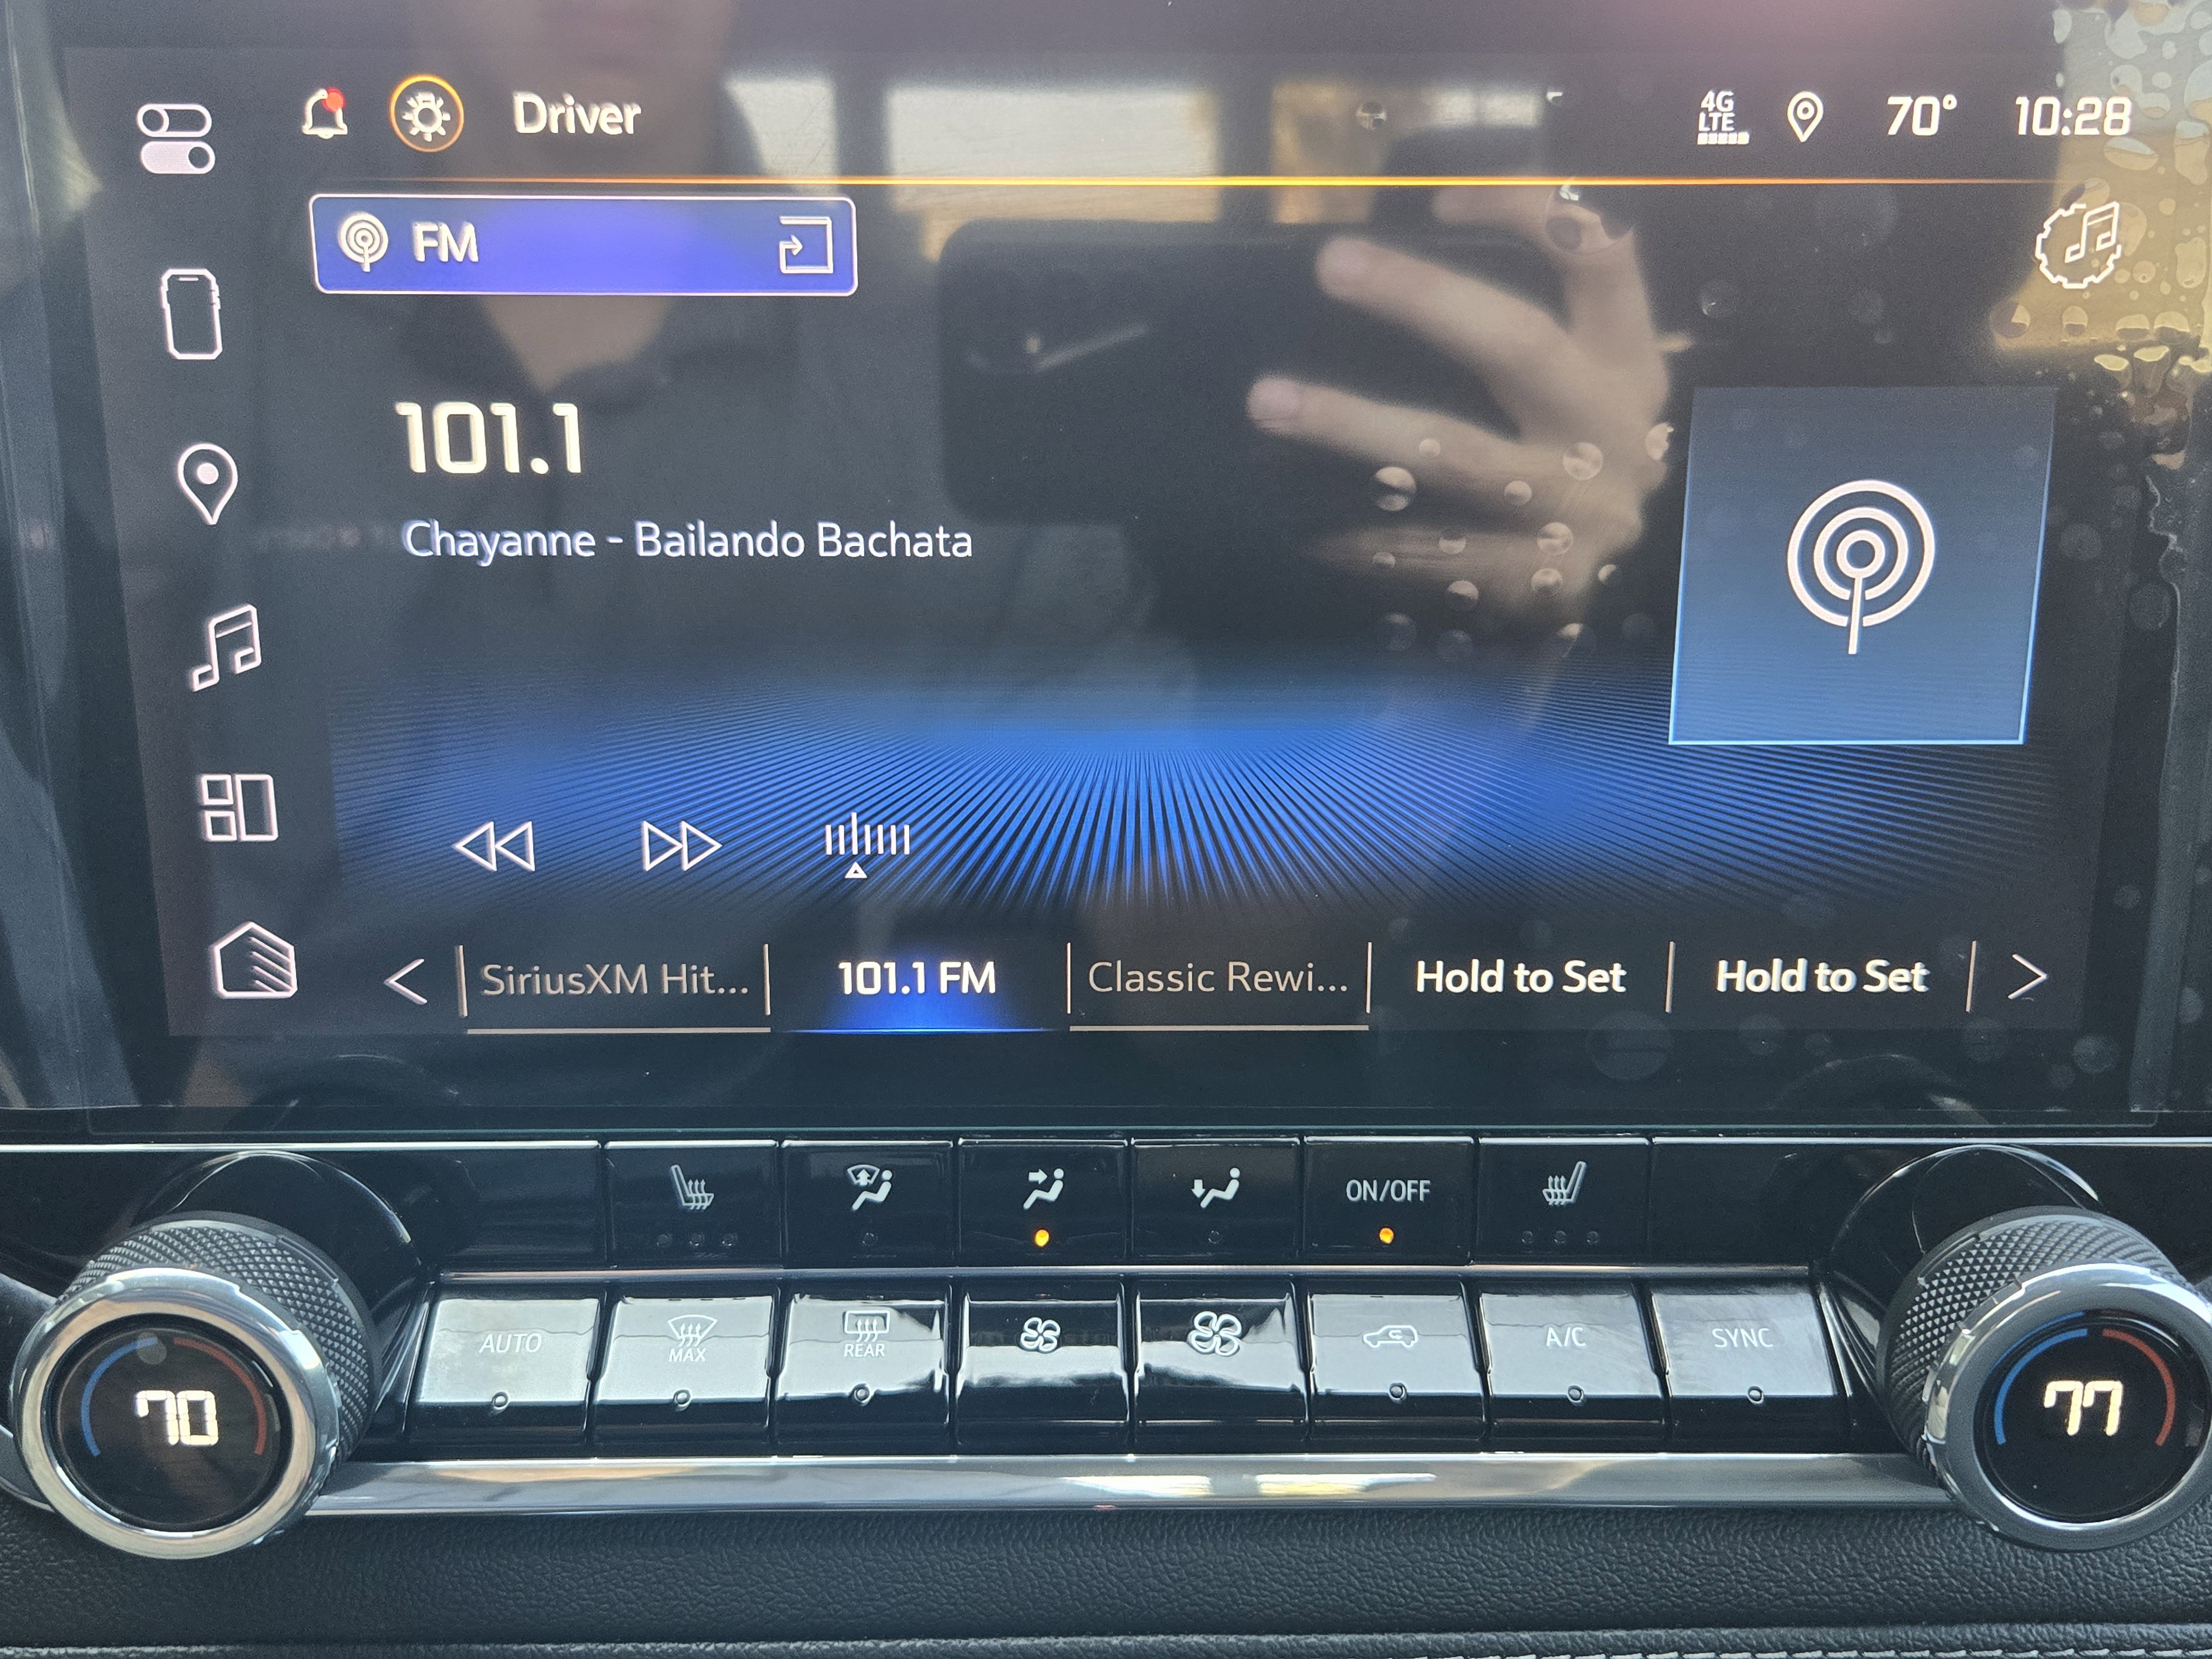 Driver
4G
LTE
70°
10:28
FM
101.1
Chayanne - Bailando Bachata
SiriusXM Hit...
101.1 FM
Classic Rewi...
Hold to Set
Hold to Set
ON/OFF
AUTO
MAX
REAR
A/C
SYNC
70
77